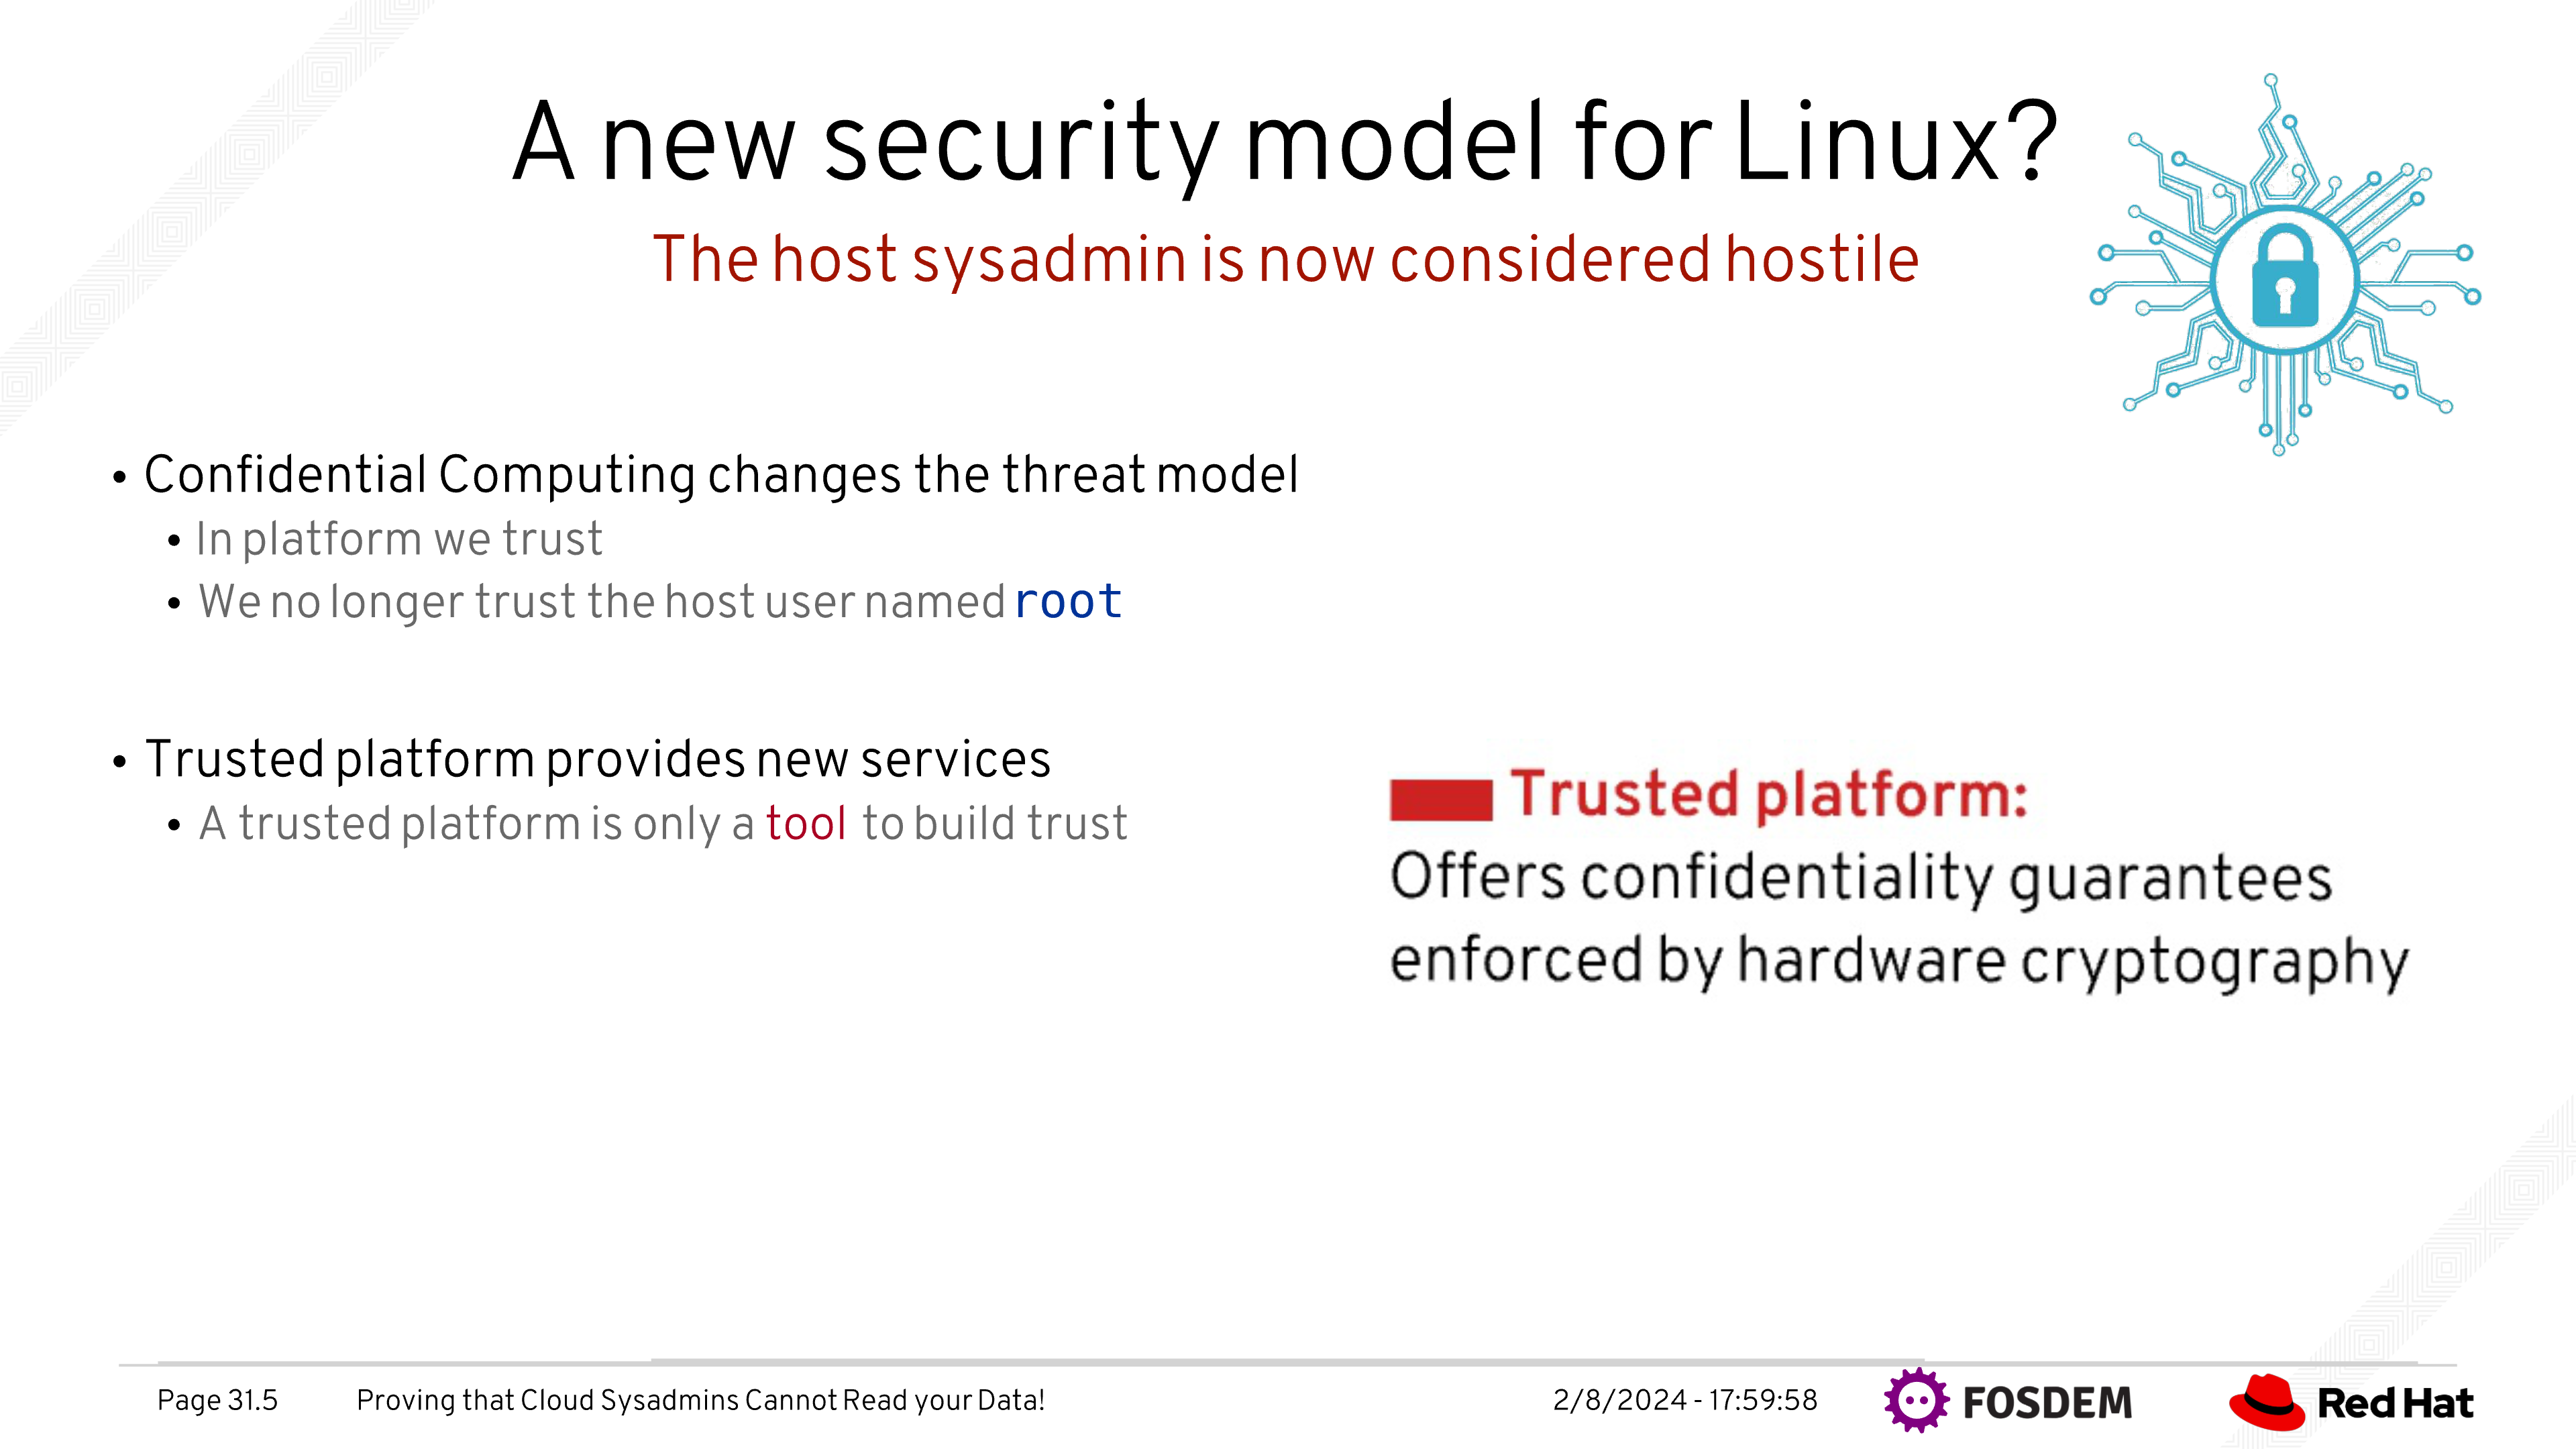 A new security model for Linux?
The host sysadmin is now considered hostile
• Confidential Computing changes the threat model
• In platform we trust
• We no longer trust the host user named root
• Trusted platform provides new services
• A trusted platform is only a tool to build trust
Trusted platform:
Offers confidentiality guarantees
enforced by hardware cryptography
Page 31.5 Proving that Cloud Sysadmins Cannot Read your Data! 2/8/2024 - 17:59:58 FOSDEM Red Hat